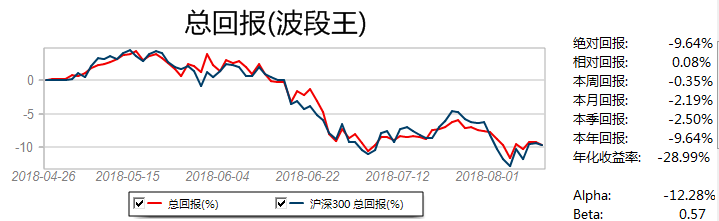 总回报(波段王)
0
-5
-10
2018-04-26 2018-05-15 2018-06-04 2018-06-22 2018-07-12 2018-08-01
总回报(%) 沪深300 总回报(%)
绝对回报: -9.64%
相对回报: 0.08%
本周回报: -0.35%
本月回报: -2.19%
本季回报: -2.50%
本年回报: -9.64%
年化收益率: -28.99%
Alpha: -12.28%
Beta: 0.57